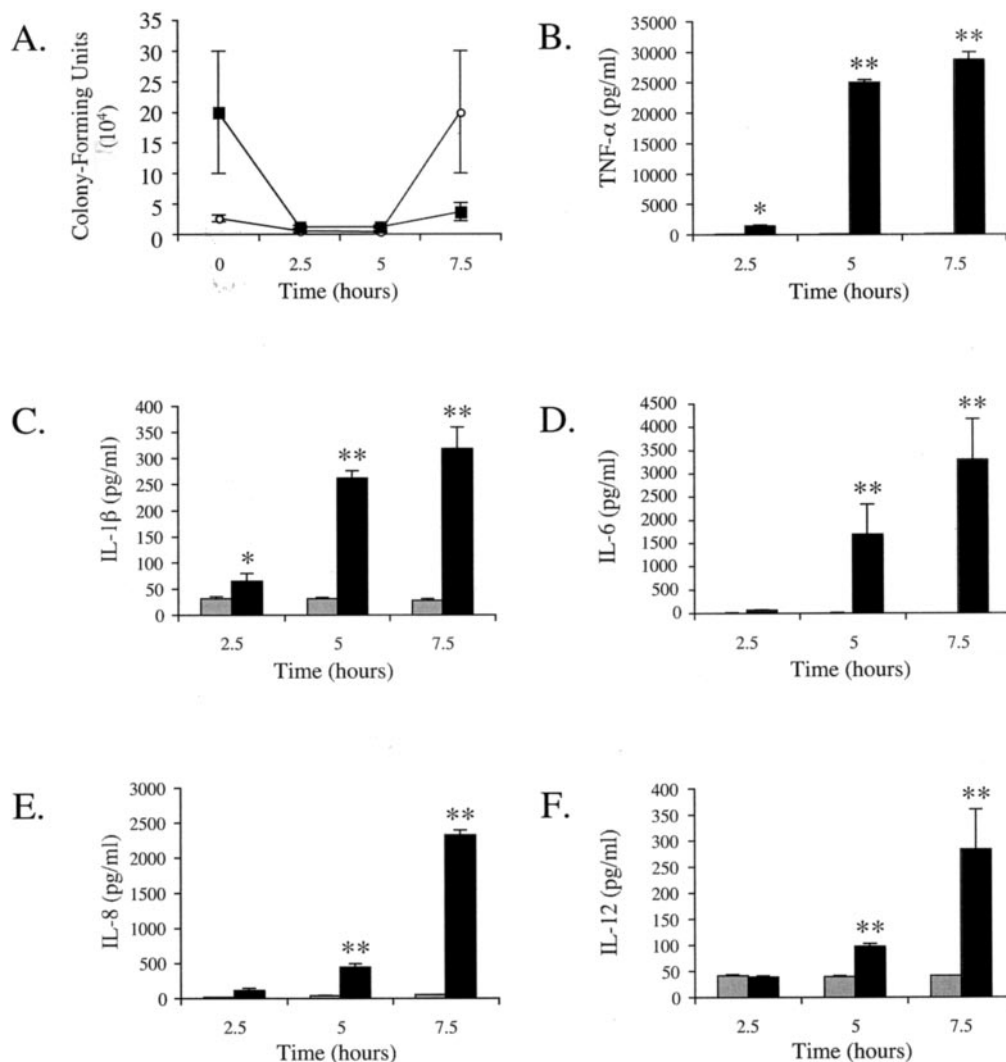 A.
Colony-Forming Units
(10⁴)
35
30
25
20
15
10
5
0
0 2.5 5 7.5
Time (hours)
B.
TNF-α (pg/ml)
35000
30000
25000
20000
15000
10000
5000
0
*
**
**
2.5 5 7.5
Time (hours)
C.
IL-1β (pg/ml)
400
350
300
250
200
150
100
50
0
*
**
**
2.5 5 7.5
Time (hours)
D.
IL-6 (pg/ml)
4500
4000
3500
3000
2500
2000
1500
1000
500
0
**
**
2.5 5 7.5
Time (hours)
E.
IL-8 (pg/ml)
3000
2500
2000
1500
1000
500
0
**
**
2.5 5 7.5
Time (hours)
F.
IL-12 (pg/ml)
400
350
300
250
200
150
100
50
0
**
**
2.5 5 7.5
Time (hours)